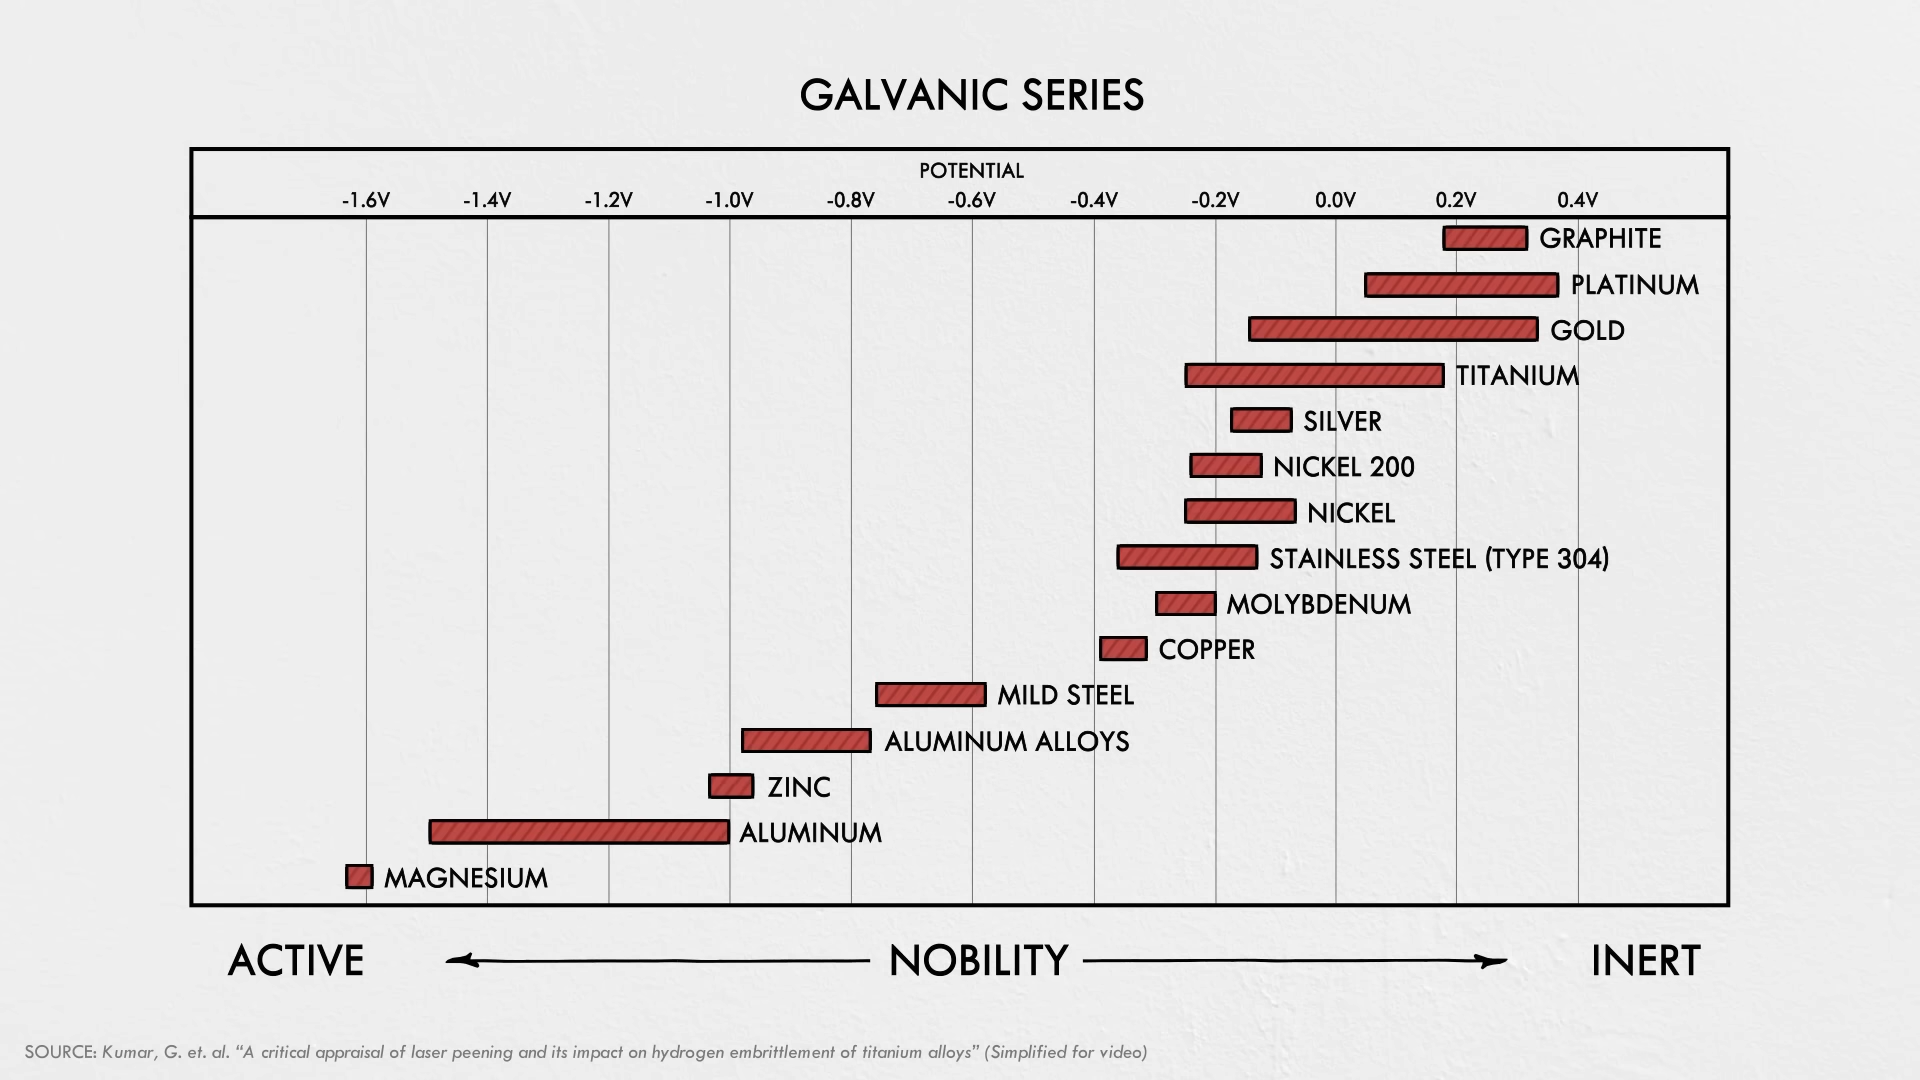 GALVANIC SERIES
POTENTIAL
-1.6V -1.4V -1.2V -1.0V -0.8V -0.6V -0.4V -0.2V 0.0V 0.2V 0.4V
GRAPHITE
PLATINUM
GOLD
TITANIUM
SILVER
NICKEL 200
NICKEL
STAINLESS STEEL (TYPE 304)
MOLYBDENUM
COPPER
MILD STEEL
ALUMINUM ALLOYS
ZINC
ALUMINUM
MAGNESIUM
ACTIVE NOBILITY INERT
SOURCE: Kumar, G. et. al. “A critical appraisal of laser peening and its impact on hydrogen embrittlement of titanium alloys” (Simplified for video)